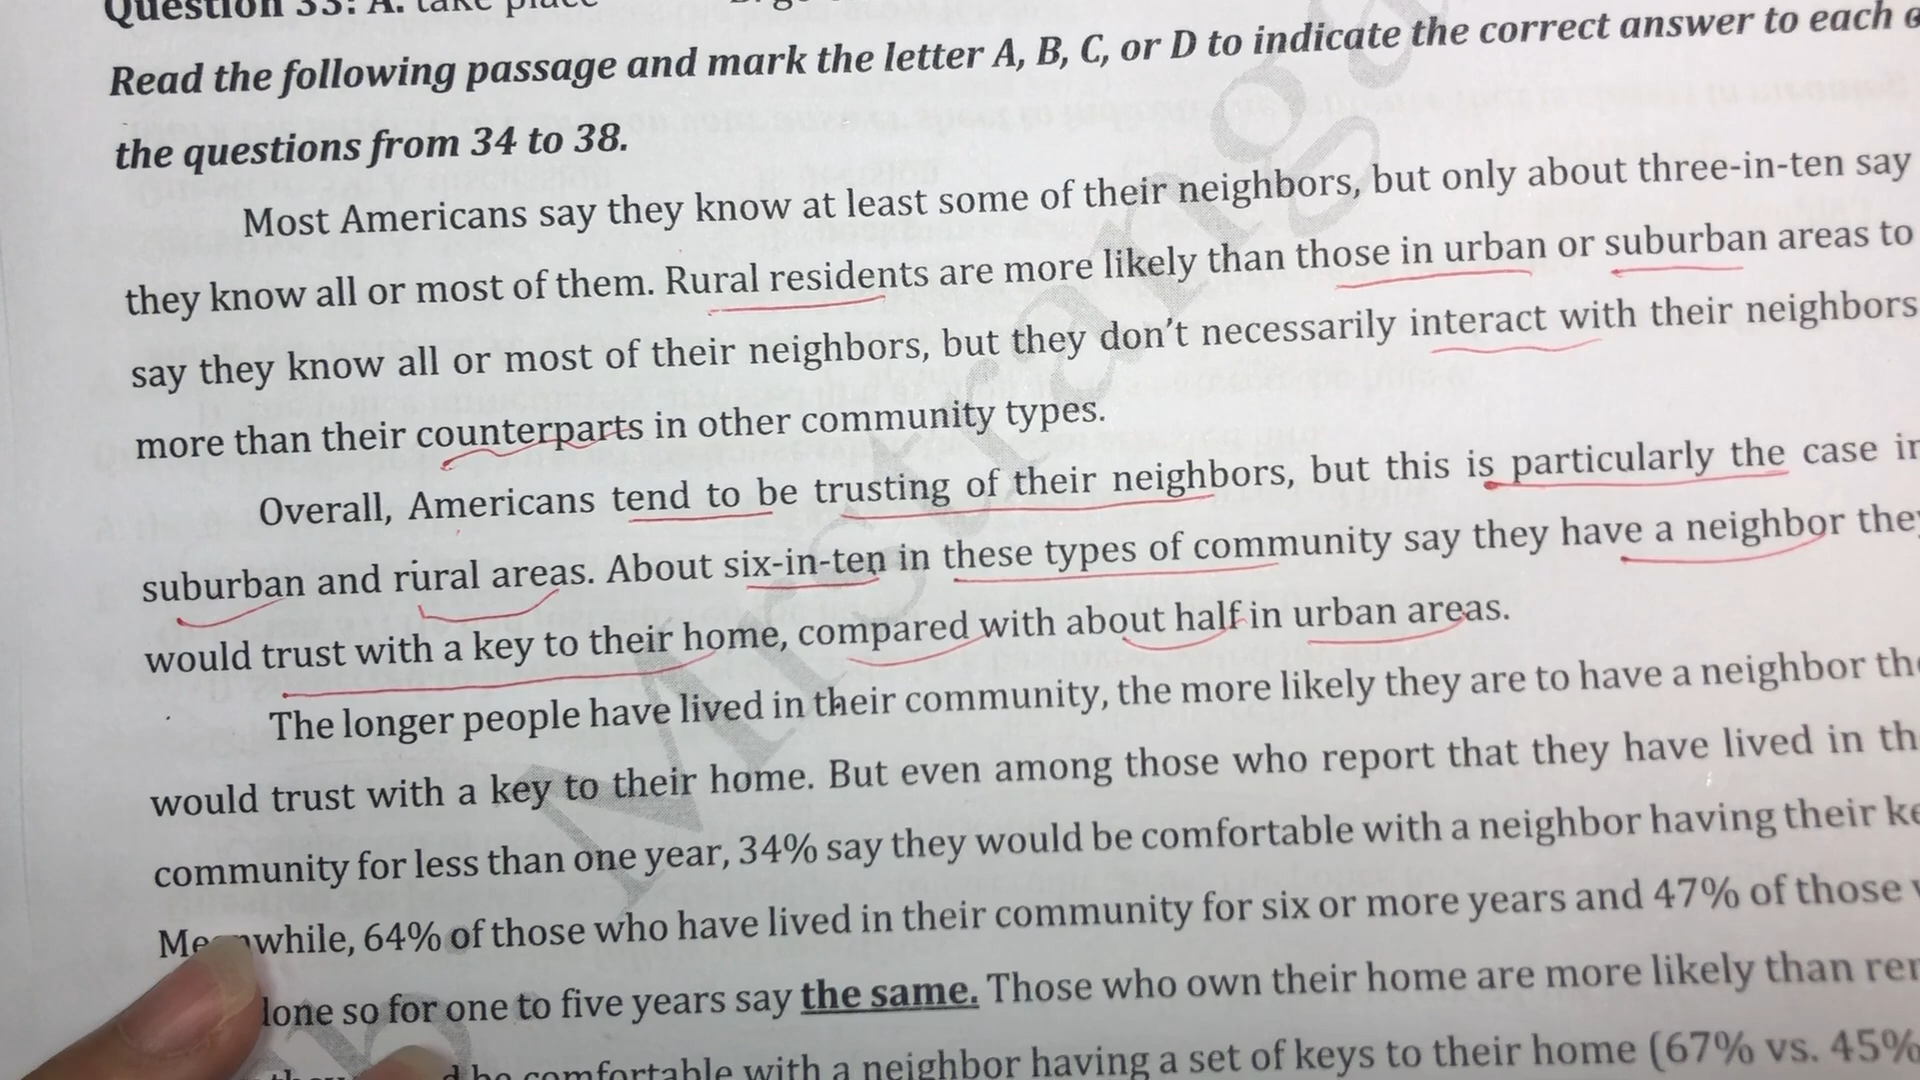 Question 33: A. take place
Read the following passage and mark the letter A, B, C, or D to indicate the correct answer to each
the questions from 34 to 38.
Most Americans say they know at least some of their neighbors, but only about three-in-ten say
they know all or most of them. Rural residents are more likely than those in urban or suburban areas to
say they know all or most of their neighbors, but they don't necessarily interact with their neighbors
more than their counterparts in other community types.
Overall, Americans tend to be trusting of their neighbors, but this is particularly the case in
suburban and rural areas. About six-in-ten in these types of community say they have a neighbor they
would trust with a key to their home, compared with about half in urban areas.
The longer people have lived in their community, the more likely they are to have a neighbor
would trust with a key to their home. But even among those who report that they have lived in
community for less than one year, 34% say they would be comfortable with a neighbor having their
Meanwhile, 64% of those who have lived in their community for six or more years and 47% of those
so for one to five years say the same. Those who own their home are more likely than
comfortable with a neighbor having a set of keys to their home (67% vs. 45%
Mrstrang